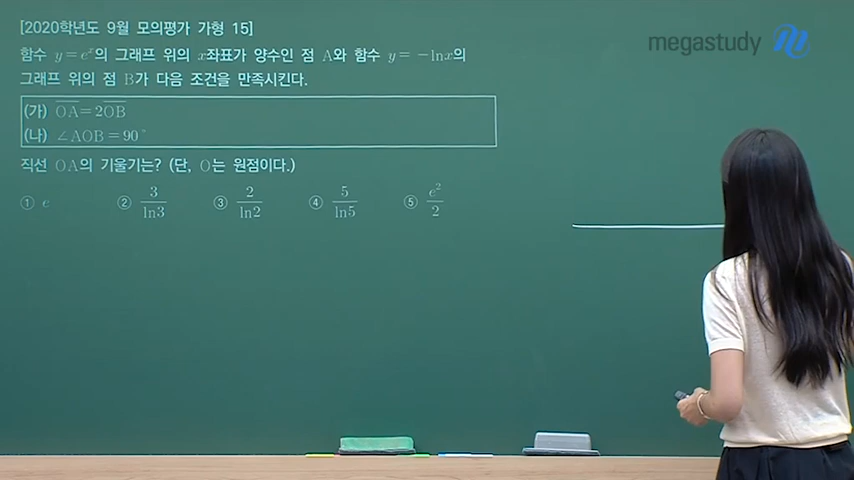 [2020학년도 9월 모의평가 가형 15]
함수 y=eˣ의 그래프 위의 x좌표가 양수인 점 A와 함수 y=-lnx의
그래프 위의 점 B가 다음 조건을 만족시킨다.
(가) O͞A͞=2O͞B͞
(나) ∠AOB=90°
직선 OA의 기울기는? (단, O는 원점이다.)
① e ② 3/ln3 ③ 2/ln2 ④ 5/ln5 ⑤ e²/2
megastudy